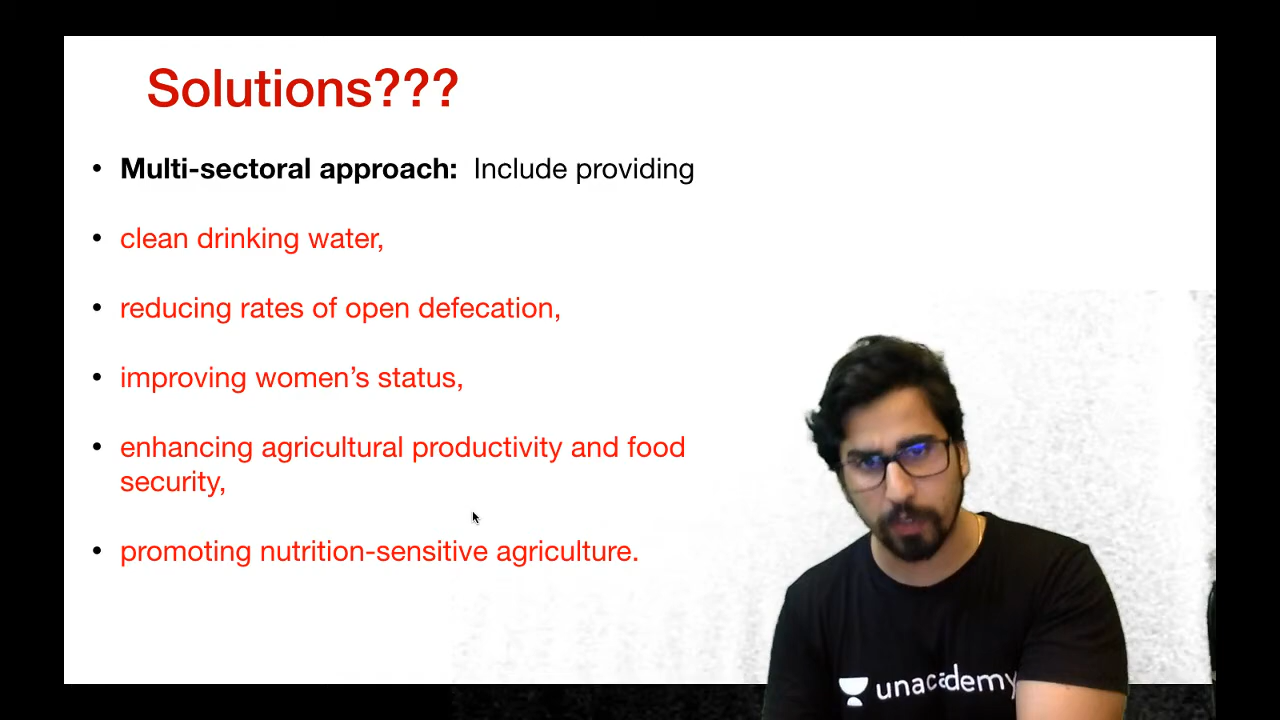 Solutions???
• Multi-sectoral approach: Include providing
• clean drinking water,
• reducing rates of open defecation,
• improving women’s status,
• enhancing agricultural productivity and food
security,
• promoting nutrition-sensitive agriculture.
unacademy